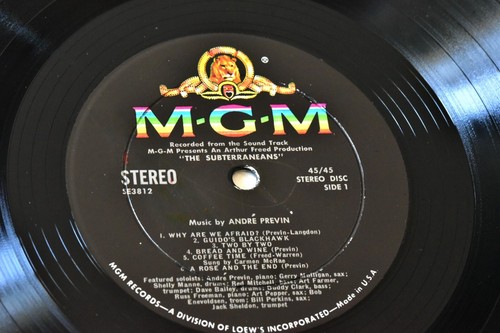 ®
M-G-M
Recorded from the Sound Track
M-G-M Presents An Arthur Freed Production
"THE SUBTERRANEANS"
STEREO
SE3812
45/45
STEREO DISC
SIDE 1
Music by ANDRÉ PREVIN
1. WHY ARE WE AFRAID? (Previn-Langdon)
2. GUIDO'S BLACKHAWK
3. TWO BY TWO
4. BREAD AND WINE (Previn)
5. COFFEE TIME (Freed-Warren)
Sung by Carmen McRae
6. A ROSE AND THE END (Previn)
Featured soloists: André Previn, piano; Gerry Mulligan, sax;
Shelly Manne, drums; Red Mitchell, bass; Art Farmer,
trumpet; Dave Bailey, drums; Buddy Clark, bass;
Russ Freeman, piano; Art Pepper, sax; Bob
Enevoldsen, horn; Bill Perkins, sax;
Jack Sheldon, trumpet
MGM RECORDS—A DIVISION OF LOEW'S INCORPORATED—Made in U.S.A.